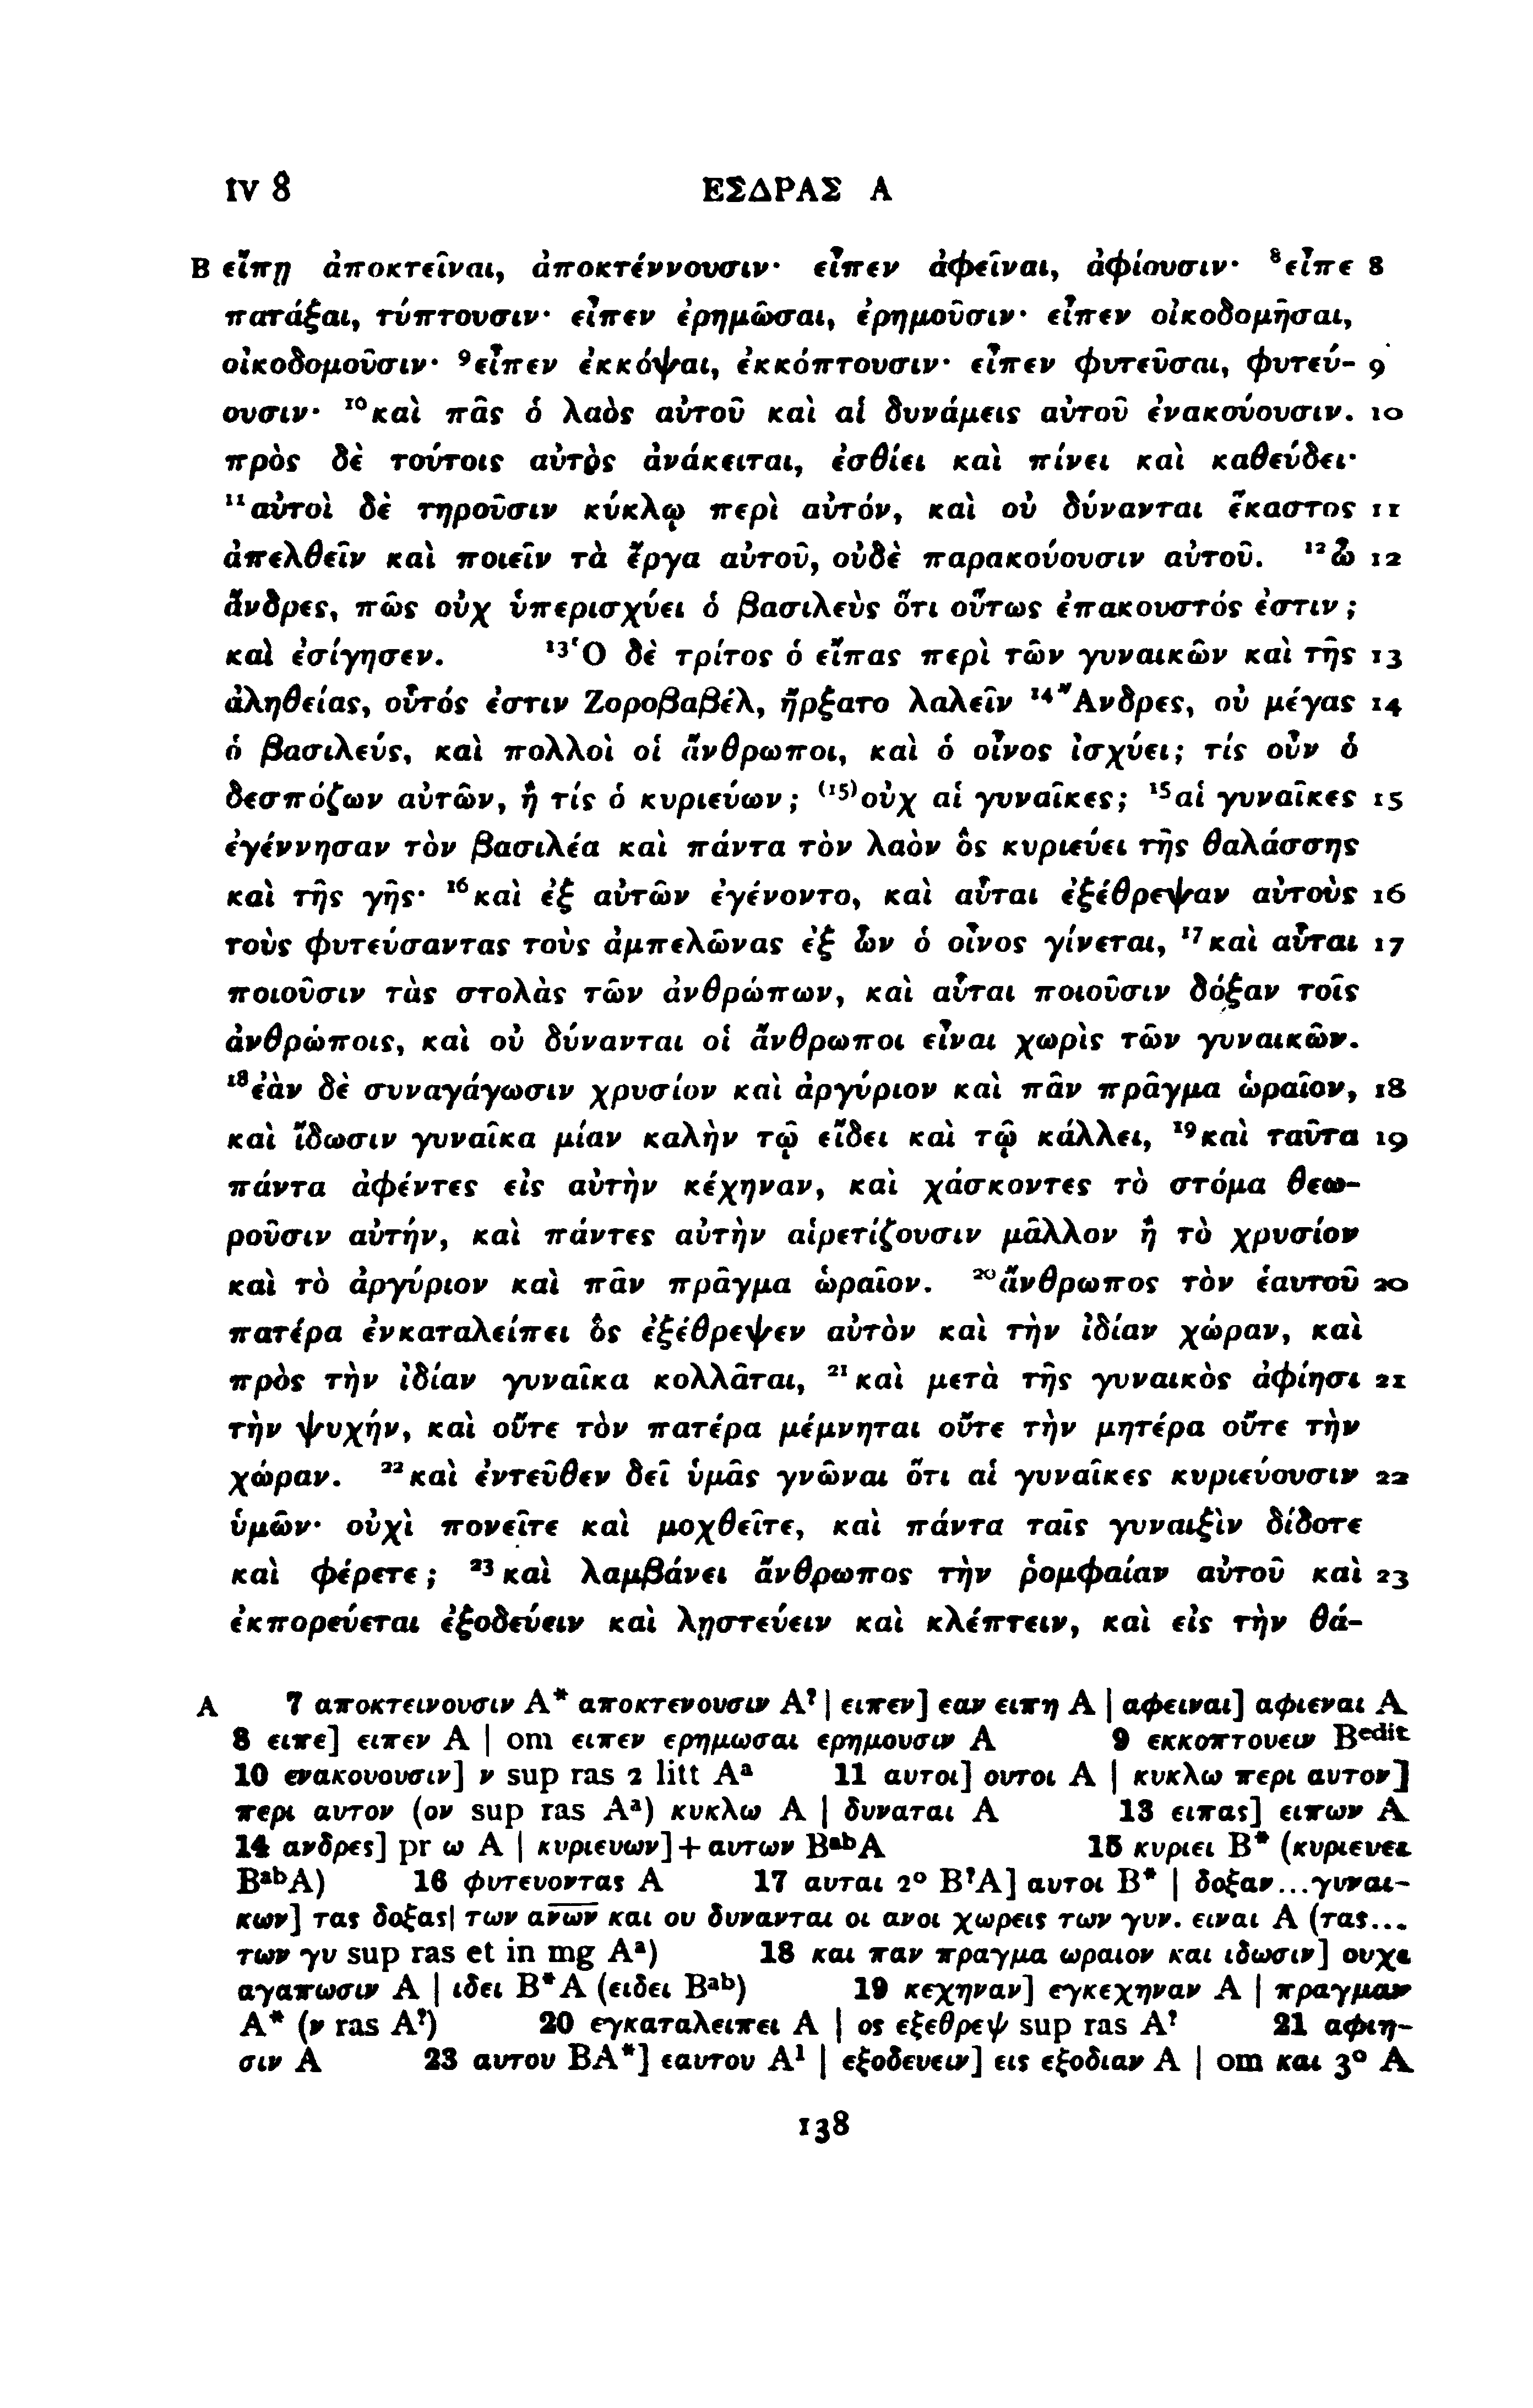 IV 8 ΕΣΔΡΑΣ Α
B εἴπῃ ἀποκτεῖναι, ἀποκτέννουσιν· εἶπεν ἀφεῖναι, ἀφίουσιν· ⁸εἶπε 8
πατάξαι, τύπτουσιν· εἶπεν ἐρημῶσαι, ἐρημοῦσιν· εἶπεν οἰκοδομῆσαι,
οἰκοδομοῦσιν· ⁹εἶπεν ἐκκόψαι, ἐκκόπτουσιν· εἶπεν φυτεῦσαι, φυτεύ- 9
ουσιν· ¹⁰καὶ πᾶς ὁ λαὸς αὐτοῦ καὶ αἱ δυνάμεις αὐτοῦ ἐνακούουσιν. 10
πρὸς δὲ τούτοις αὐτὸς ἀνάκειται, ἐσθίει καὶ πίνει καὶ καθεύδει·
¹¹αὐτοὶ δὲ τηροῦσιν κύκλῳ περὶ αὐτόν, καὶ οὐ δύνανται ἕκαστος 11
ἀπελθεῖν καὶ ποιεῖν τὰ ἔργα αὐτοῦ, οὐδὲ παρακούουσιν αὐτοῦ. ¹²ὦ 12
ἄνδρες, πῶς οὐχ ὑπερισχύει ὁ βασιλεὺς ὅτι οὕτως ἐπακουστός ἐστιν;
καὶ ἐσίγησεν. ¹³Ὁ δὲ τρίτος ὁ εἴπας περὶ τῶν γυναικῶν καὶ τῆς 13
ἀληθείας, οὗτός ἐστιν Ζοροβαβέλ, ἤρξατο λαλεῖν ¹⁴Ἄνδρες, οὐ μέγας 14
ὁ βασιλεύς, καὶ πολλοὶ οἱ ἄνθρωποι, καὶ ὁ οἶνος ἰσχύει; τίς οὖν ὁ
δεσπόζων αὐτῶν, ἢ τίς ὁ κυριεύων; ⁽¹⁵⁾οὐχ αἱ γυναῖκες; ¹⁵αἱ γυναῖκες 15
ἐγέννησαν τὸν βασιλέα καὶ πάντα τὸν λαὸν ὃς κυριεύει τῆς θαλάσσης
καὶ τῆς γῆς· ¹⁶καὶ ἐξ αὐτῶν ἐγένοντο, καὶ αὗται ἐξέθρεψαν αὐτοὺς 16
τοὺς φυτεύσαντας τοὺς ἀμπελῶνας ἐξ ὧν ὁ οἶνος γίνεται, ¹⁷καὶ αὗται 17
ποιοῦσιν τὰς στολὰς τῶν ἀνθρώπων, καὶ αὗται ποιοῦσιν δόξαν τοῖς
ἀνθρώποις, καὶ οὐ δύνανται οἱ ἄνθρωποι εἶναι χωρὶς τῶν γυναικῶν.
¹⁸ἐὰν δὲ συναγάγωσιν χρυσίον καὶ ἀργύριον καὶ πᾶν πρᾶγμα ὡραῖον, 18
καὶ ἴδωσιν γυναῖκα μίαν καλὴν τῷ εἴδει καὶ τῷ κάλλει, ¹⁹καὶ ταῦτα 19
πάντα ἀφέντες εἰς αὐτὴν κέχηναν, καὶ χάσκοντες τὸ στόμα θεω-
ροῦσιν αὐτήν, καὶ πάντες αὐτὴν αἱρετίζουσιν μᾶλλον ἢ τὸ χρυσίον
καὶ τὸ ἀργύριον καὶ πᾶν πρᾶγμα ὡραῖον. ²⁰ἄνθρωπος τὸν ἑαυτοῦ 20
πατέρα ἐνκαταλείπει ὃς ἐξέθρεψεν αὐτὸν καὶ τὴν ἰδίαν χώραν, καὶ
πρὸς τὴν ἰδίαν γυναῖκα κολλᾶται, ²¹καὶ μετὰ τῆς γυναικὸς ἀφίησι 21
τὴν ψυχήν, καὶ οὔτε τὸν πατέρα μέμνηται οὔτε τὴν μητέρα οὔτε τὴν
χώραν. ²²καὶ ἐντεῦθεν δεῖ ὑμᾶς γνῶναι ὅτι αἱ γυναῖκες κυριεύουσιν 22
ὑμῶν· οὐχὶ πονεῖτε καὶ μοχθεῖτε, καὶ πάντα ταῖς γυναιξὶν δίδοτε
καὶ φέρετε; ²³καὶ λαμβάνει ἄνθρωπος τὴν ῥομφαίαν αὐτοῦ καὶ 23
ἐκπορεύεται ἐξοδεύειν καὶ λῃστεύειν καὶ κλέπτειν, καὶ εἰς τὴν θά-
A 7 αποκτεινουσιν A* αποκτενουσιν A? | ειπεν] εαν ειπη A | αφειναι] αφιεναι A
8 ειπε] ειπεν A | om ειπεν ερημωσαι ερημουσιν A 9 εκκοπτουειν Bᵉᵈⁱᵗ
10 ενακουουσιν] ν sup ras 2 litt Aᵃ 11 αυτοι] ουτοι A | κυκλω περι αυτον]
περι αυτον (ον sup ras Aᵃ) κυκλω A | δυναται A 13 ειπας] ειπων A
14 ανδρες] pr ω A | κυριευων]+αυτων BᵃᵇA 15 κυριει B* (κυριευει
BᵃᵇA) 16 φυτευοντας A 17 αυται 2° B?A] αυτοι B* | δοξαν...γυναι-
κων] τας δοξας| των αν̅ω̅ν̅ και ου δυνανται οι ανοι χωρεις των γυν. ειναι A (τας...
των γυ sup ras et in mg Aᵃ) 18 και παν πραγμα ωραιον και ιδωσιν] ουχι
αγαπωσιν A | ιδει B*A (ειδει Bᵃᵇ) 19 κεχηναν] εγκεχηναν A | πραγμαν
A* (ν ras A?) 20 εγκαταλειπει A | ος εξεθρεψ sup ras A? 21 αφιη-
σιν A 23 αυτου BA*] εαυτου A¹ | εξοδευειν] εις εξοδιαν A | om και 3° A
138